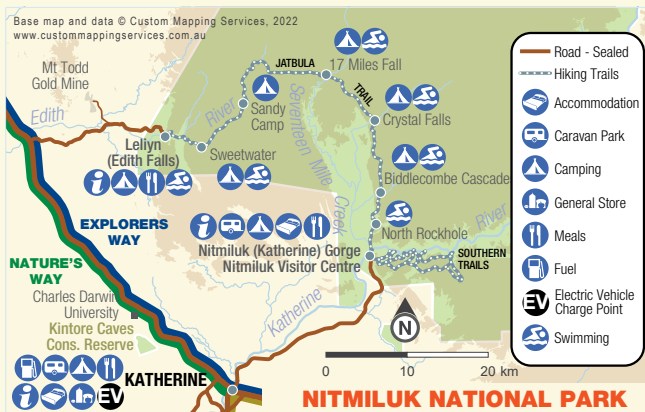 Base map and data © Custom Mapping Services, 2022
www.custommappingservices.com.au
Mt Todd
Gold Mine
Edith
River
JATBULA
TRAIL
17 Miles Fall
Sandy
Camp
Seventeen Mile
Creek
Crystal Falls
Leliyn
(Edith Falls)
Sweetwater
Biddlecombe Cascade
North Rockhole
River
EXPLORERS
WAY
Nitmiluk (Katherine) Gorge
Nitmiluk Visitor Centre
SOUTHERN
TRAILS
NATURE'S
WAY
Charles Darwin
University
Kintore Caves
Cons. Reserve
Katherine
N
KATHERINE
EV
0
10
20 km
NITMILUK NATIONAL PARK
Road - Sealed
Hiking Trails
Accommodation
Caravan Park
Camping
General Store
Meals
Fuel
EV
Electric Vehicle
Charge Point
Swimming